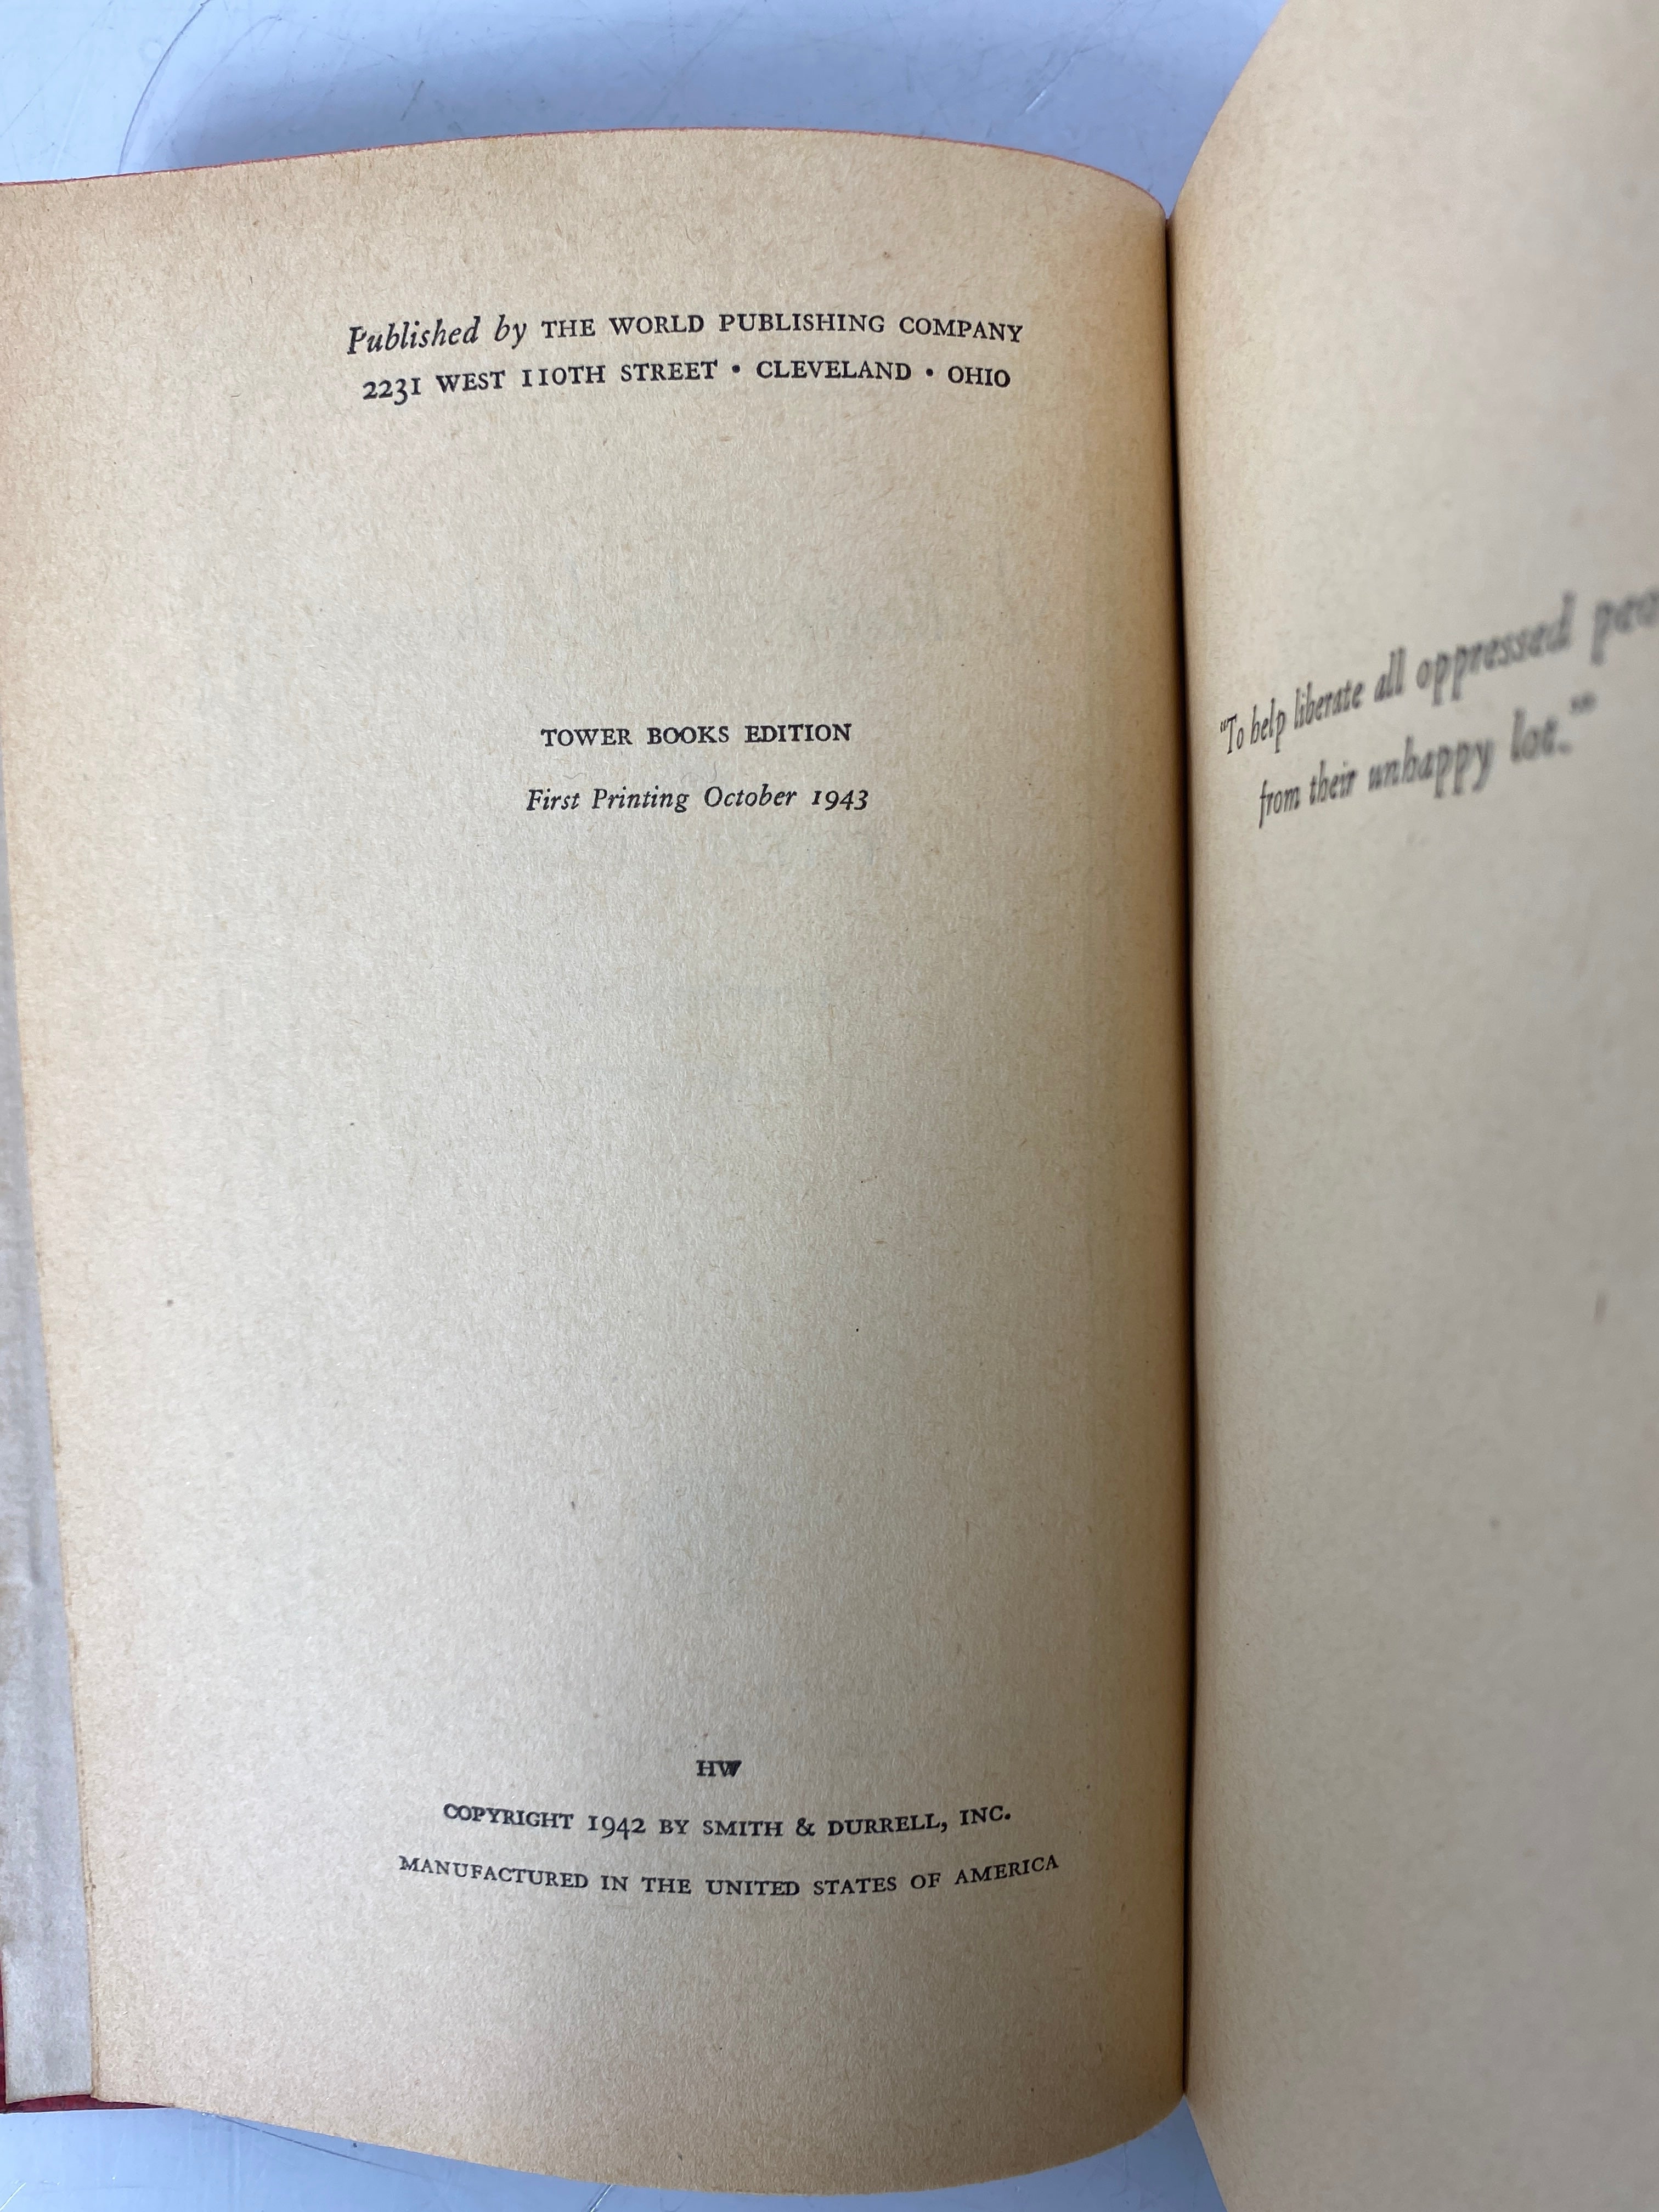 Published by THE WORLD PUBLISHING COMPANY
2231 WEST 110TH STREET • CLEVELAND • OHIO
TOWER BOOKS EDITION
First Printing October 1943
HW
COPYRIGHT 1942 BY SMITH & DURRELL, INC.
MANUFACTURED IN THE UNITED STATES OF AMERICA
"To help liberate all oppressed
from their unhappy lot."